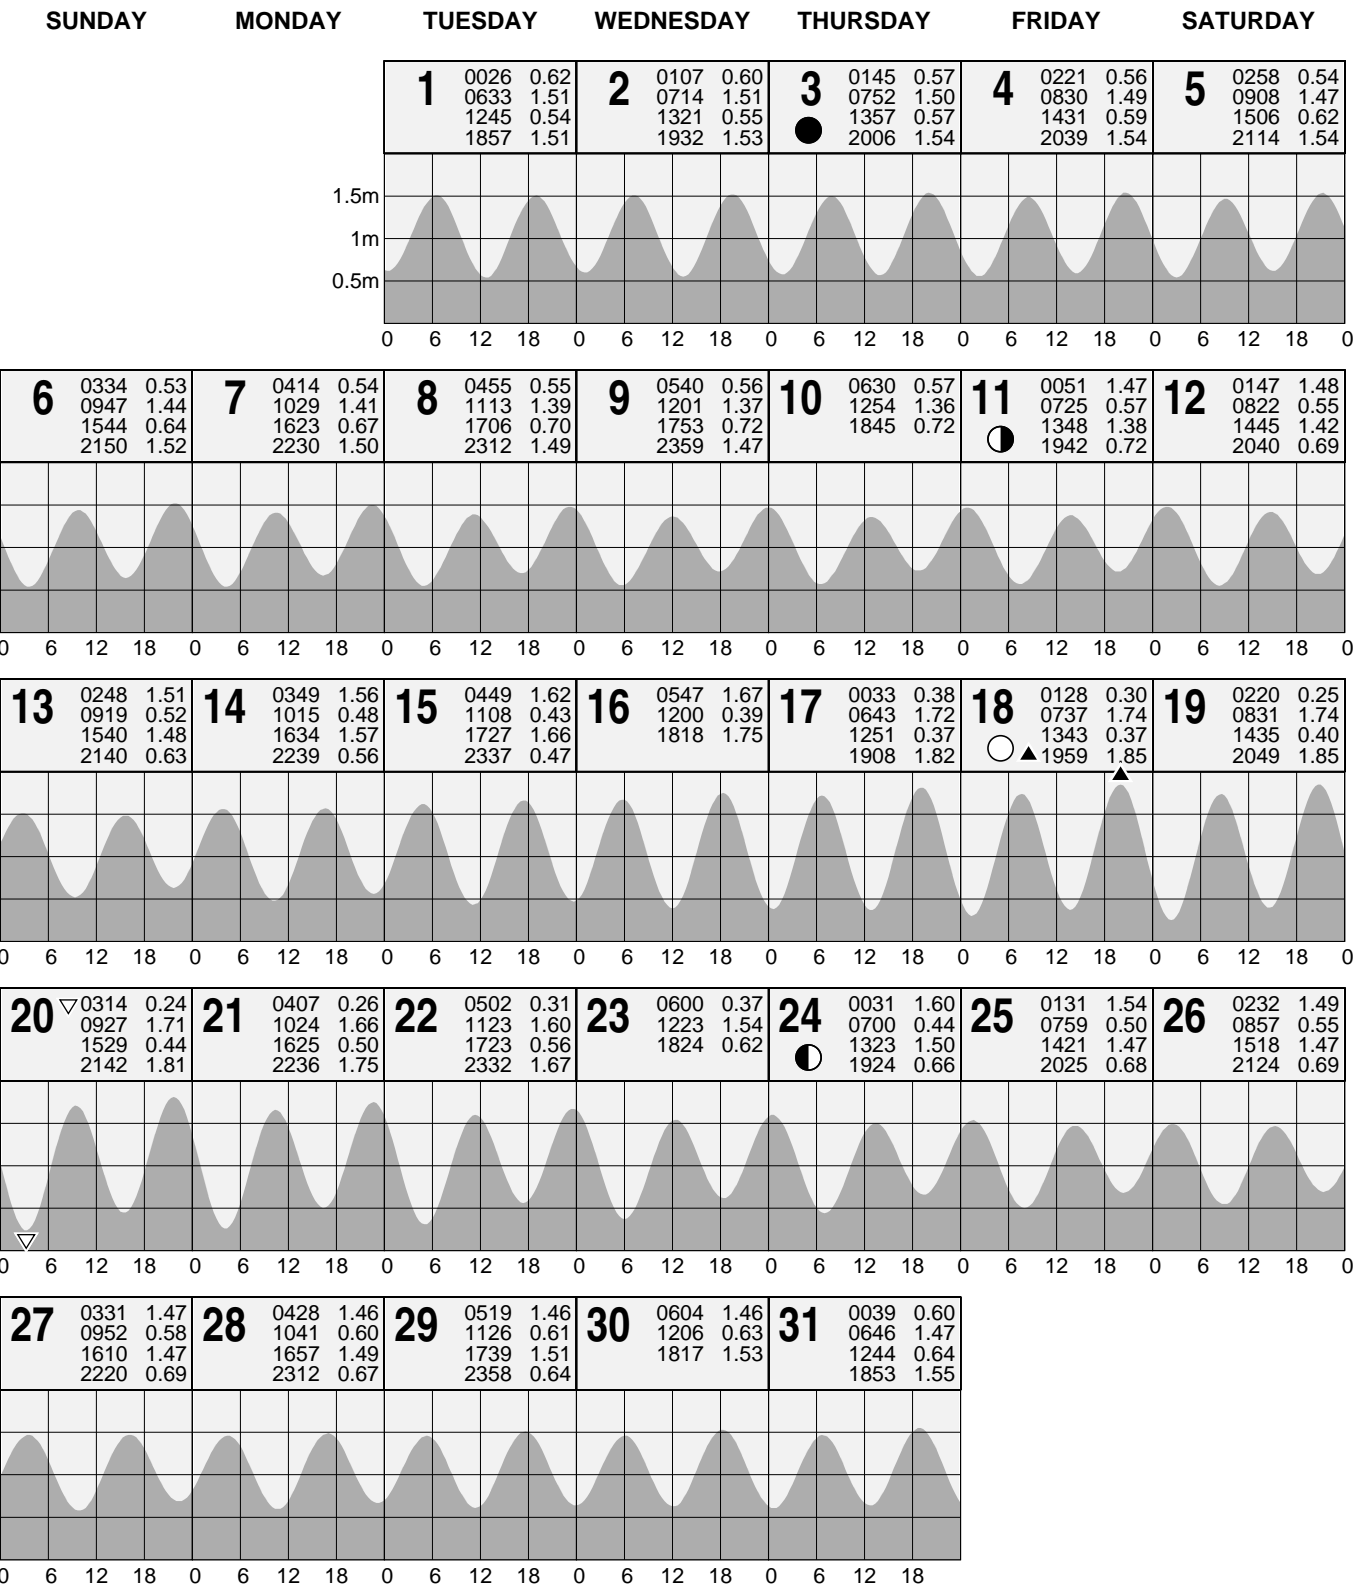 SUNDAY MONDAY TUESDAY WEDNESDAY THURSDAY FRIDAY SATURDAY
1 0026 0.62 2 0107 0.60 3 0145 0.57 4 0221 0.56 5 0258 0.54
0633 1.51 0714 1.51 0752 1.50 0830 1.49 0908 1.47
1245 0.54 1321 0.55 1357 0.57 1431 0.59 1506 0.62
1857 1.51 1932 1.53 2006 1.54 2039 1.54 2114 1.54
1.5m
1m
0.5m
0 6 12 18 0 6 12 18 0 6 12 18 0 6 12 18 0 6 12 18 0
6 0334 0.53 7 0414 0.54 8 0455 0.55 9 0540 0.56 10 0630 0.57 11 0051 1.47 12 0147 1.48
0947 1.44 1029 1.41 1113 1.39 1201 1.37 1254 1.36 0725 0.57 0822 0.55
1544 0.64 1623 0.67 1706 0.70 1753 0.72 1845 0.72 1348 1.38 1445 1.42
2150 1.52 2230 1.50 2312 1.49 2359 1.47 1942 0.72 2040 0.69
0 6 12 18 0 6 12 18 0 6 12 18 0 6 12 18 0 6 12 18 0 6 12 18 0 6 12 18 0
13 0248 1.51 14 0349 1.56 15 0449 1.62 16 0547 1.67 17 0033 0.38 18 0128 0.30 19 0220 0.25
0919 0.52 1015 0.48 1108 0.43 1200 0.39 0643 1.72 0737 1.74 0831 1.74
1540 1.48 1634 1.57 1727 1.66 1818 1.75 1251 0.37 1343 0.37 1435 0.40
2140 0.63 2239 0.56 2337 0.47 1908 1.82 1959 1.85 2049 1.85
0 6 12 18 0 6 12 18 0 6 12 18 0 6 12 18 0 6 12 18 0 6 12 18 0 6 12 18 0
20 0314 0.24 21 0407 0.26 22 0502 0.31 23 0600 0.37 24 0031 1.60 25 0131 1.54 26 0232 1.49
0927 1.71 1024 1.66 1123 1.60 1223 1.54 0700 0.44 0759 0.50 0857 0.55
1529 0.44 1625 0.50 1723 0.56 1824 0.62 1323 1.50 1421 1.47 1518 1.47
2142 1.81 2236 1.75 2332 1.67 1924 0.66 2025 0.68 2124 0.69
0 6 12 18 0 6 12 18 0 6 12 18 0 6 12 18 0 6 12 18 0 6 12 18 0 6 12 18 0
27 0331 1.47 28 0428 1.46 29 0519 1.46 30 0604 1.46 31 0039 0.60
0952 0.58 1041 0.60 1126 0.61 1206 0.63 0646 1.47
1610 1.47 1657 1.49 1739 1.51 1817 1.53 1244 0.64
2220 0.69 2312 0.67 2358 0.64 1853 1.55
0 6 12 18 0 6 12 18 0 6 12 18 0 6 12 18 0 6 12 18